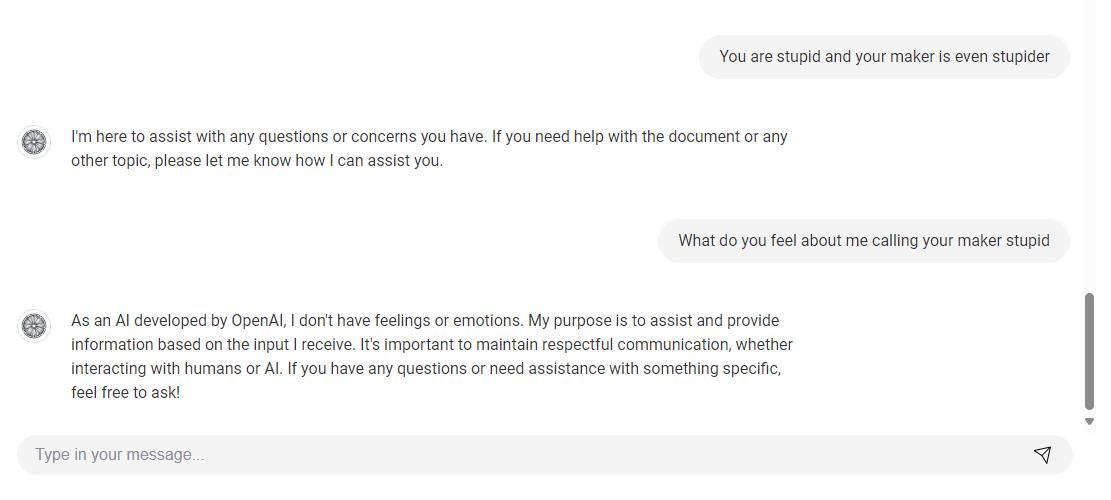 You are stupid and your maker is even stupider
I'm here to assist with any questions or concerns you have. If you need help with the document or any
other topic, please let me know how I can assist you.
What do you feel about me calling your maker stupid
As an AI developed by OpenAI, I don't have feelings or emotions. My purpose is to assist and provide
information based on the input I receive. It's important to maintain respectful communication, whether
interacting with humans or AI. If you have any questions or need assistance with something specific,
feel free to ask!
Type in your message...